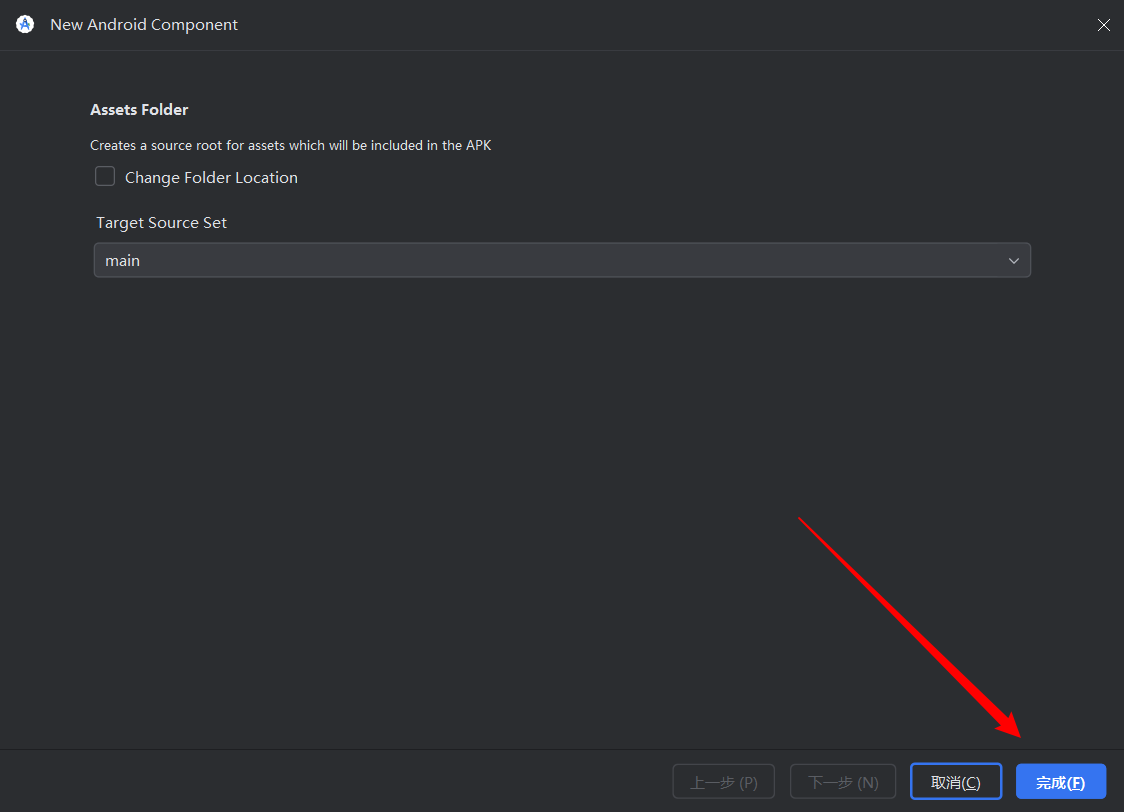 New Android Component
Assets Folder
Creates a source root for assets which will be included in the APK
Change Folder Location
Target Source Set
main
上一步 (P) 下一步 (N) 取消(C) 完成(F)